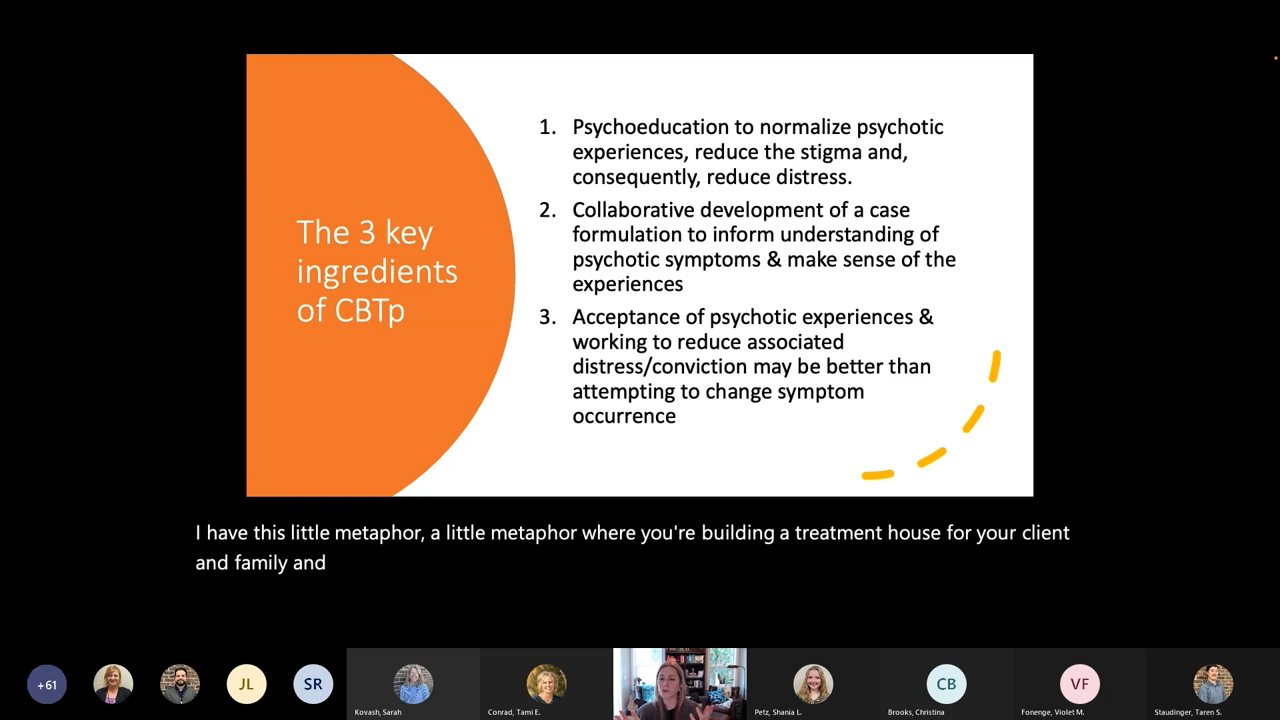 The 3 key
ingredients
of CBTp
1. Psychoeducation to normalize psychotic
experiences, reduce the stigma and,
consequently, reduce distress.
2. Collaborative development of a case
formulation to inform understanding of
psychotic symptoms & make sense of the
experiences
3. Acceptance of psychotic experiences &
working to reduce associated
distress/conviction may be better than
attempting to change symptom
occurrence
I have this little metaphor, a little metaphor where you're building a treatment house for your client
and family and
+61
JL
SR
Kovash, Sarah
Conrad, Tami E.
Petz, Shania L.
CB
Brooks, Christina
VF
Fonenge, Violet M.
Staudinger, Taren S.